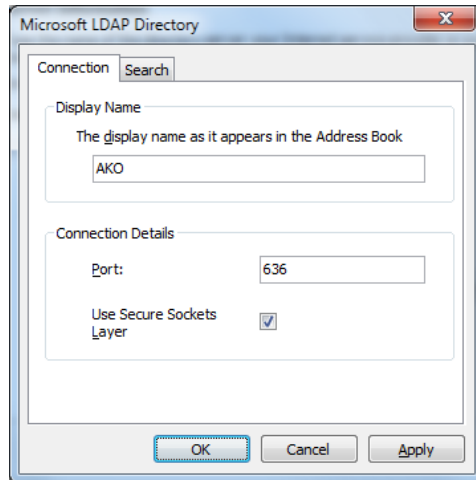 Microsoft LDAP Directory
Connection Search
Display Name
The display name as it appears in the Address Book
AKO
Connection Details
Port: 636
Use Secure Sockets
Layer
OK Cancel Apply